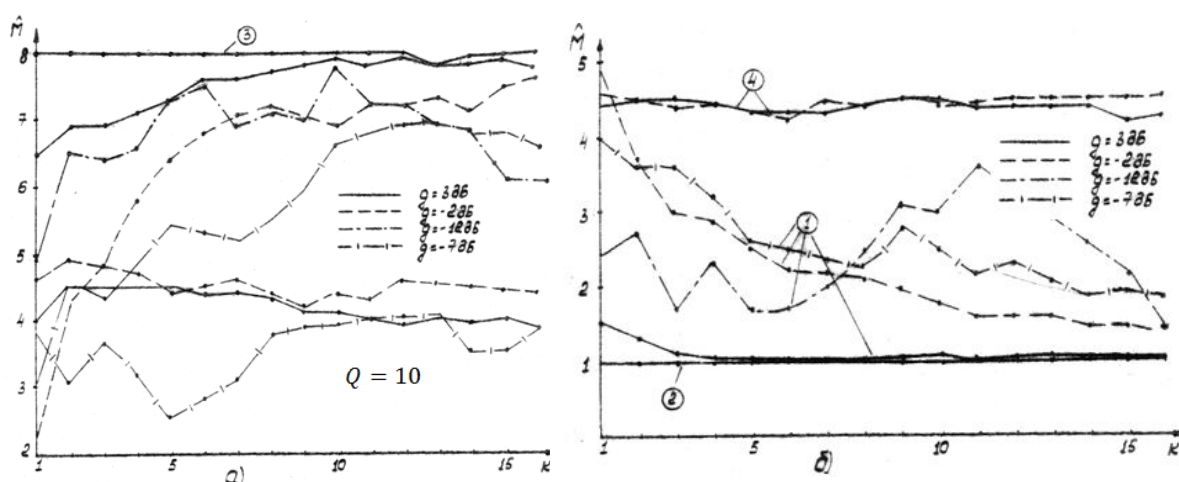 M̂
8
③
7
6
g = 3дБ
g = -2дБ
g = -12дБ
g = -7дБ
5
4
3
Q = 10
2
1 5 10 15 к
а)
M̂
5
④
4
g = 3дБ
g = -2дБ
g = -12дБ
g = -7дБ
3
①
2
1
②
1 5 10 15 к
б)